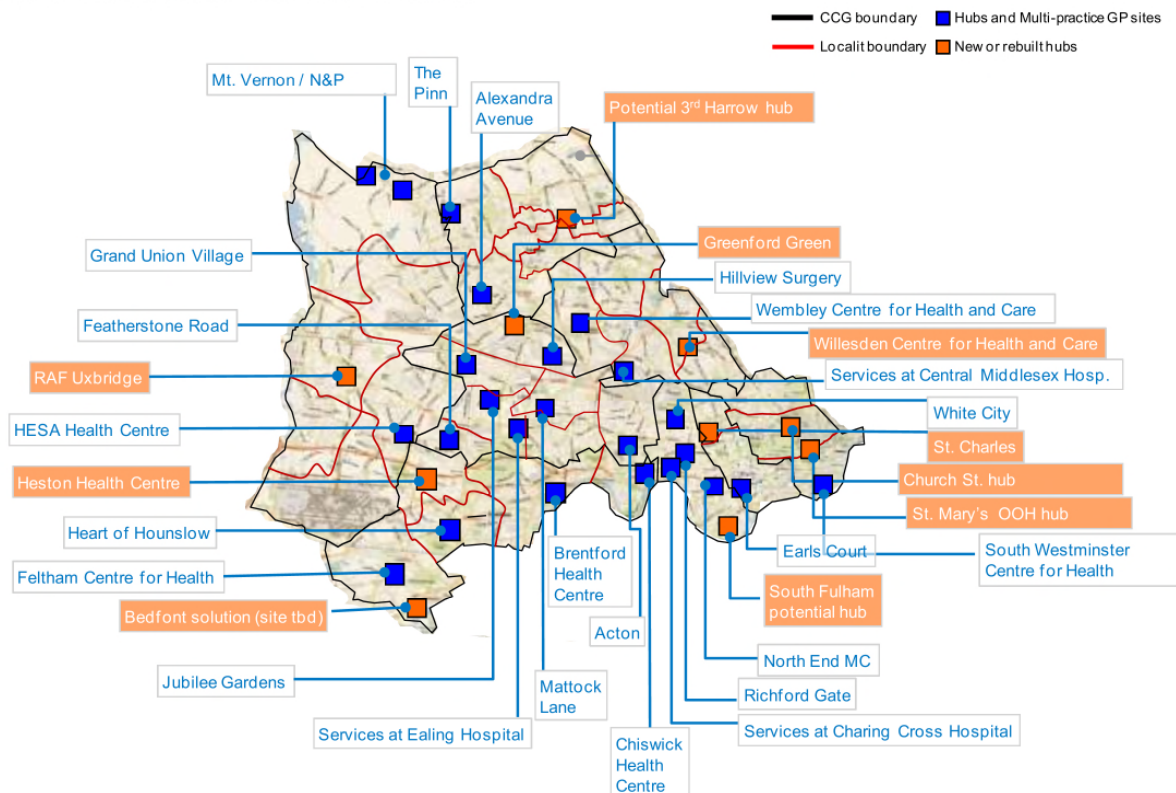 CCG boundary
Hubs and Multi-practice GP sites
Localit boundary
New or rebuilt hubs
Mt. Vernon / N&P
The
Pinn
Alexandra
Avenue
Potential 3rd Harrow hub
Grand Union Village
Greenford Green
Hillview Surgery
Featherstone Road
Wembley Centre for Health and Care
Willesden Centre for Health and Care
RAF Uxbridge
Services at Central Middlesex Hosp.
White City
HESA Health Centre
St. Charles
Heston Health Centre
Church St. hub
St. Mary's OOH hub
Heart of Hounslow
Brentford
Health
Centre
Earls Court
South Westminster
Centre for Health
Feltham Centre for Health
South Fulham
potential hub
Bedfont solution (site tbd)
Acton
North End MC
Jubilee Gardens
Mattock
Lane
Richford Gate
Services at Ealing Hospital
Services at Charing Cross Hospital
Chiswick
Health
Centre